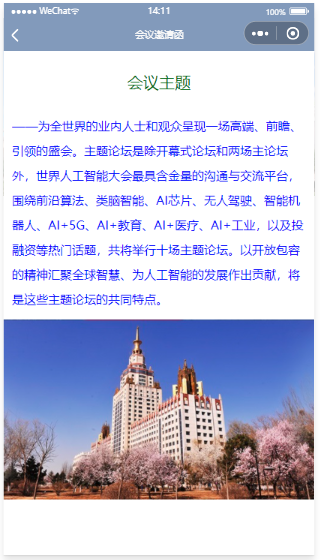 WeChat
14:11
100%
会议邀请函
会议主题
——为全世界的业内人士和观众呈现一场高端、前瞻、
引领的盛会。主题论坛是除开幕式论坛和两场主论坛
外，世界人工智能大会最具含金量的沟通与交流平台，
围绕前沿算法、类脑智能、AI芯片、无人驾驶、智能机
器人、AI+5G、AI+教育、AI+医疗、AI+工业，以及投
融资等热门话题，共将举行十场主题论坛。以开放包容
的精神汇聚全球智慧、为人工智能的发展作出贡献，将
是这些主题论坛的共同特点。